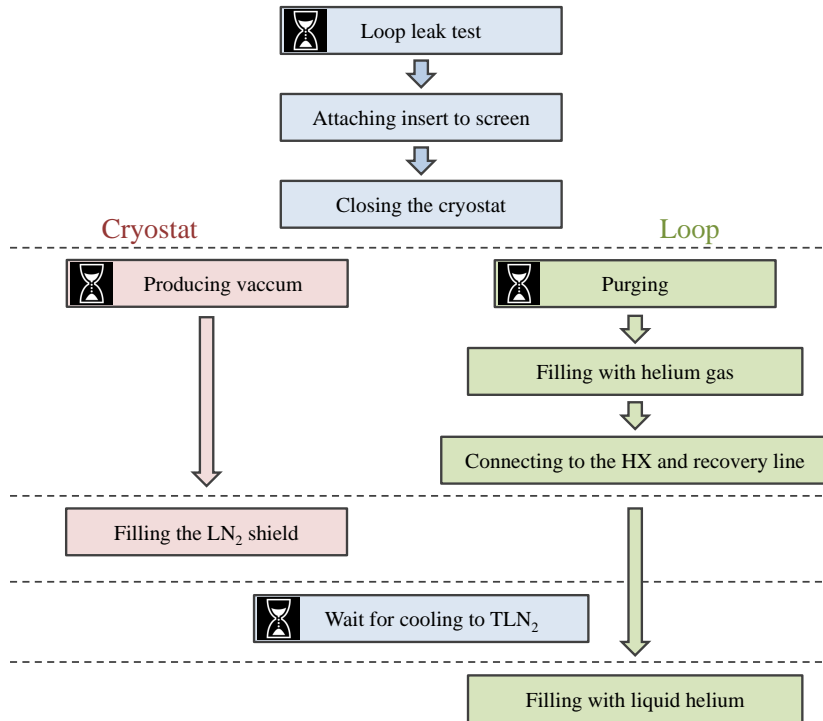 Loop leak test
Attaching insert to screen
Closing the cryostat
Cryostat
Loop
Producing vaccum
Purging
Filling with helium gas
Connecting to the HX and recovery line
Filling the LN₂ shield
Wait for cooling to TLN₂
Filling with liquid helium